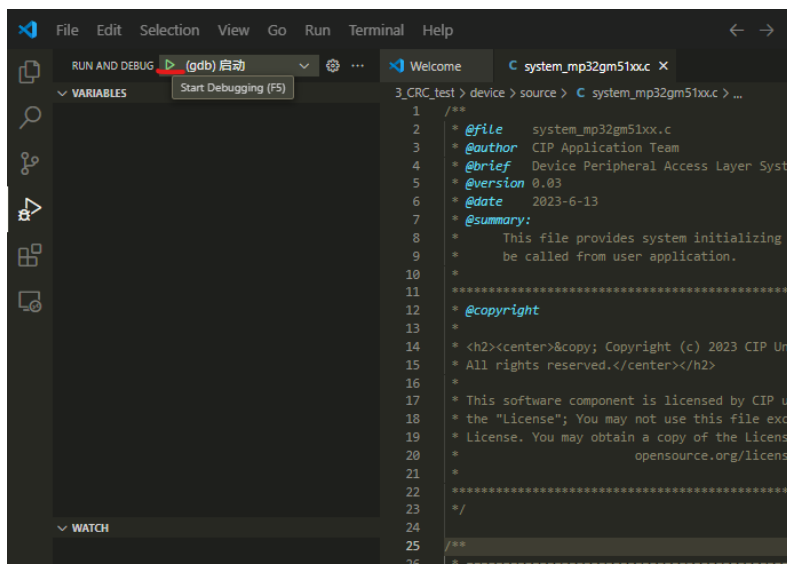 File Edit Selection View Go Run Terminal Help
RUN AND DEBUG (gdb) 启动 ...
Start Debugging (F5)
VARIABLES
WATCH
Welcome C system_mp32gm51xx.c ×
3_CRC_test > device > source > C system_mp32gm51xx.c > ...
1 /**
2 * @file system_mp32gm51xx.c
3 * @author CIP Application Team
4 * @brief Device Peripheral Access Layer Syst
5 * @version 0.03
6 * @date 2023-6-13
7 * @summary:
8 * This file provides system initializing
9 * be called from user application.
10 *
11 ***********************************************
12 * @copyright
13 *
14 * <h2><center>&copy; Copyright (c) 2023 CIP Un
15 * All rights reserved.</center></h2>
16 *
17 * This software component is licensed by CIP u
18 * the "License"; You may not use this file exc
19 * License. You may obtain a copy of the Licens
20 * opensource.org/licens
21 *
22 ***********************************************
23 */
24
25 /**
26